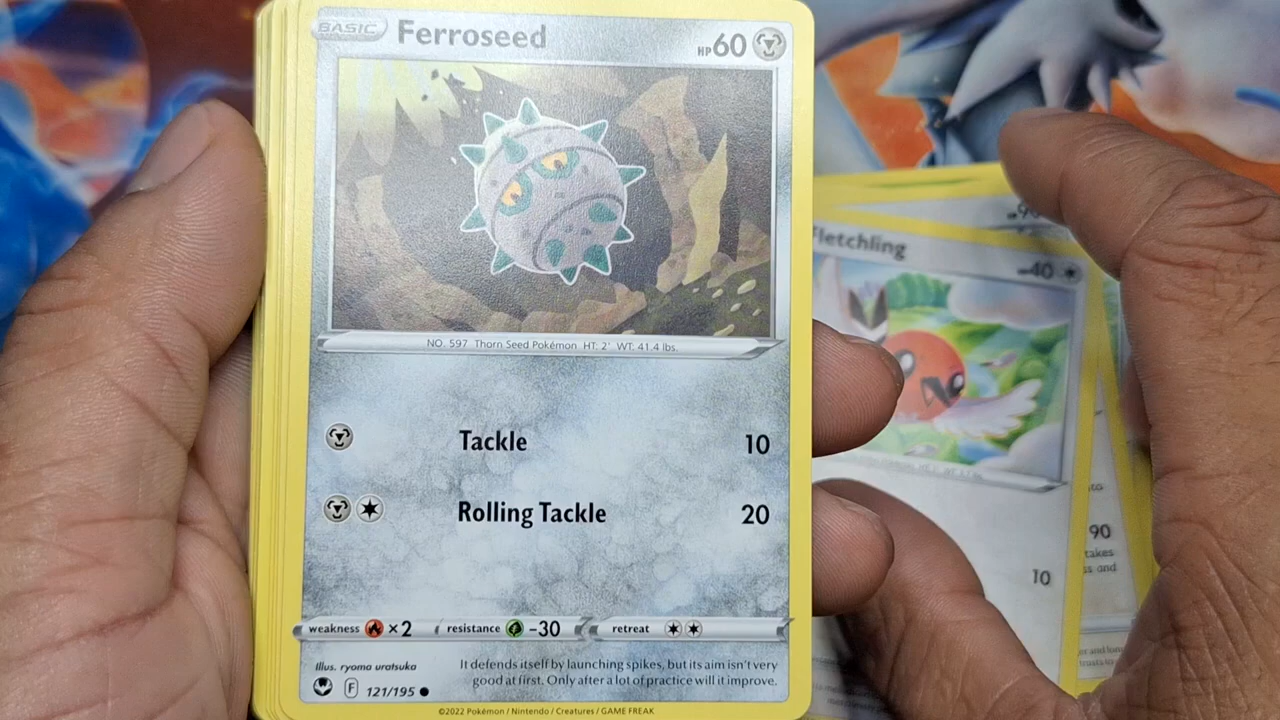 BASIC Ferroseed HP60
NO. 597 Thorn Seed Pokémon HT: 2' WT: 41.4 lbs.
Tackle 10
Rolling Tackle 20
weakness ×2 resistance -30 retreat
Illus. ryoma uratsuka
It defends itself by launching spikes, but its aim isn't very
good at first. Only after a lot of practice will it improve.
F 121/195
©2022 Pokémon / Nintendo / Creatures / GAME FREAK
Fletchling 40
10
90
takes
and